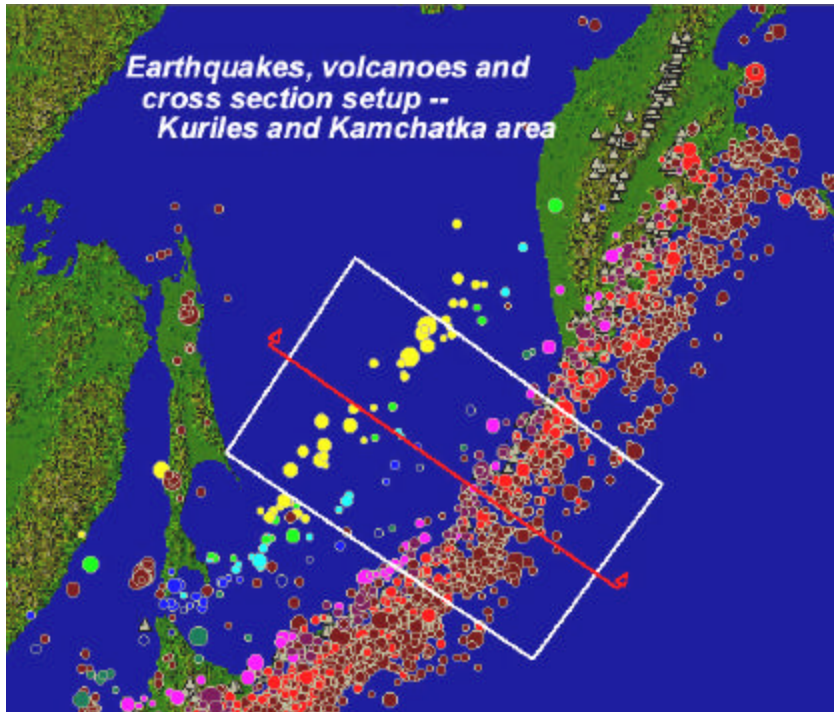 Earthquakes, volcanoes and
cross section setup --
Kuriles and Kamchatka area